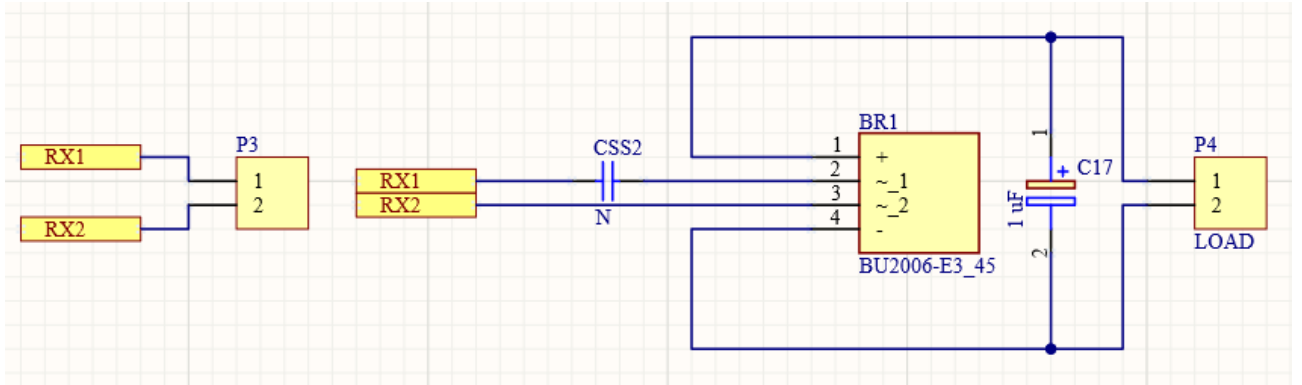 P3
RX1
1
2
RX2
CSS2
RX1
RX2
N
BR1
1
+
2
~_1
3
~_2
4
-
BU2006-E3_45
1
+
C17
1 uF
2
P4
1
2
LOAD